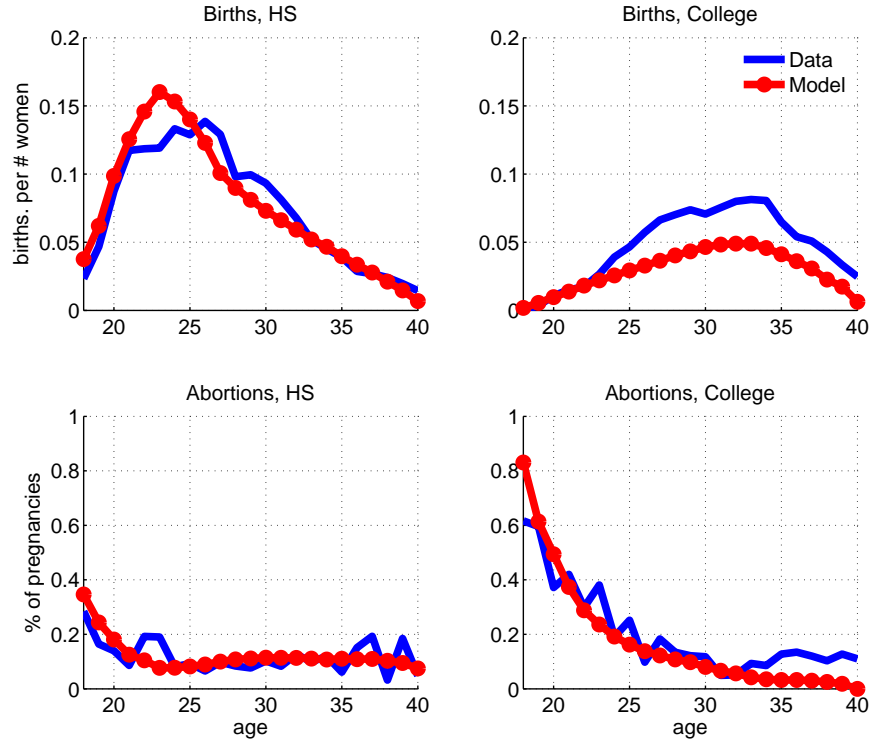 Births, HS
Births, College
births. per # women
0.2
0.15
0.1
0.05
0
20 25 30 35 40
0.2
0.15
0.1
0.05
0
20 25 30 35 40
Data
Model
Abortions, HS
Abortions, College
% of pregnancies
1
0.8
0.6
0.4
0.2
0
20 25 30 35 40
age
1
0.8
0.6
0.4
0.2
0
20 25 30 35 40
age